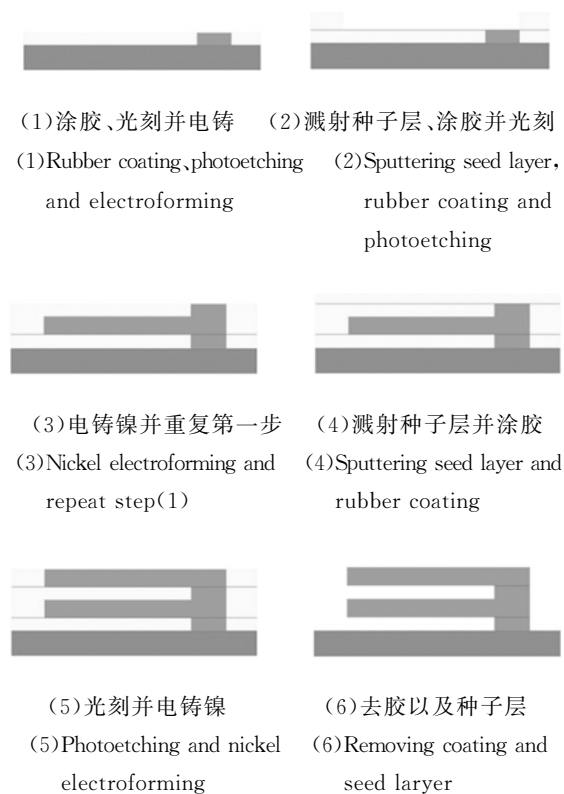 (1)涂胶、光刻并电铸
(1)Rubber coating、photoetching
and electroforming
(2)溅射种子层、涂胶并光刻
(2)Sputtering seed layer,
rubber coating and
photoetching
(3)电铸镍并重复第一步
(3)Nickel electroforming and
repeat step(1)
(4)溅射种子层并涂胶
(4)Sputtering seed layer and
rubber coating
(5)光刻并电铸镍
(5)Photoetching and nickel
electroforming
(6)去胶以及种子层
(6)Removing coating and
seed laryer